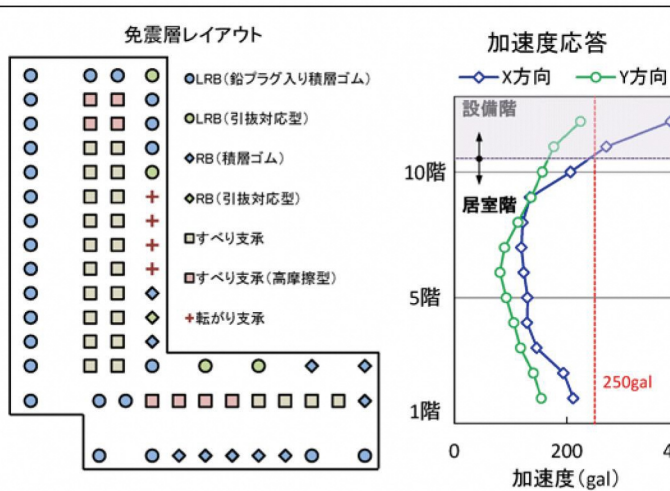 免震層レイアウト
LRB(鉛プラグ入り積層ゴム)
LRB(引抜対応型)
RB(積層ゴム)
RB(引抜対応型)
すべり支承
すべり支承(高摩擦型)
転がり支承
加速度応答
X方向 Y方向
設備階
10階
居室階
5階
250gal
1階
0 200 4
加速度(gal)